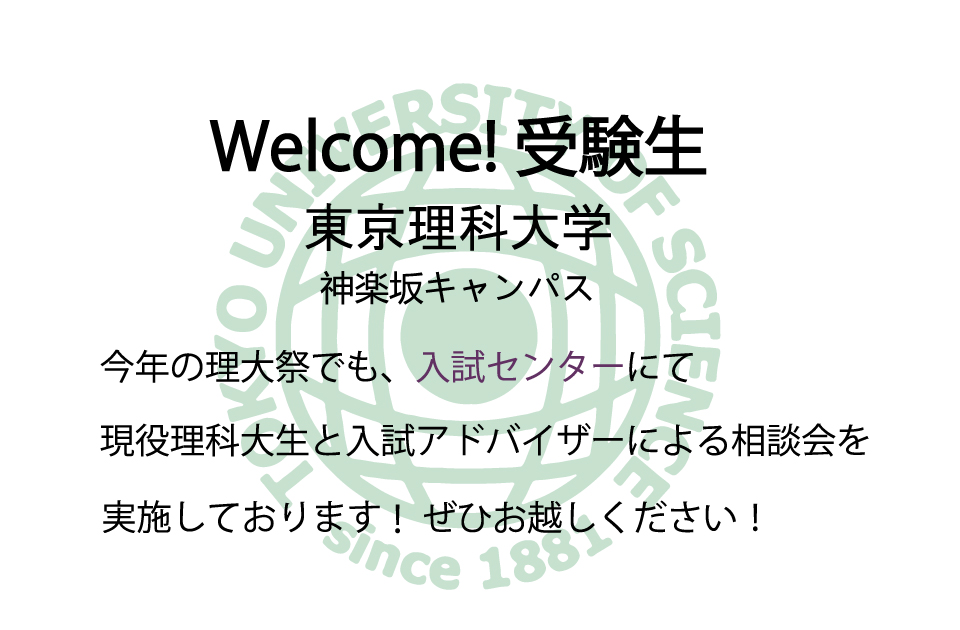 Welcome! 受験生
東京理科大学
神楽坂キャンパス
今年の理大祭でも、入試センターにて
現役理科大生と入試アドバイザーによる相談会を
実施しております！ ぜひお越しください！
TOKYO UNIVERSITY OF SCIENCE
since 1881